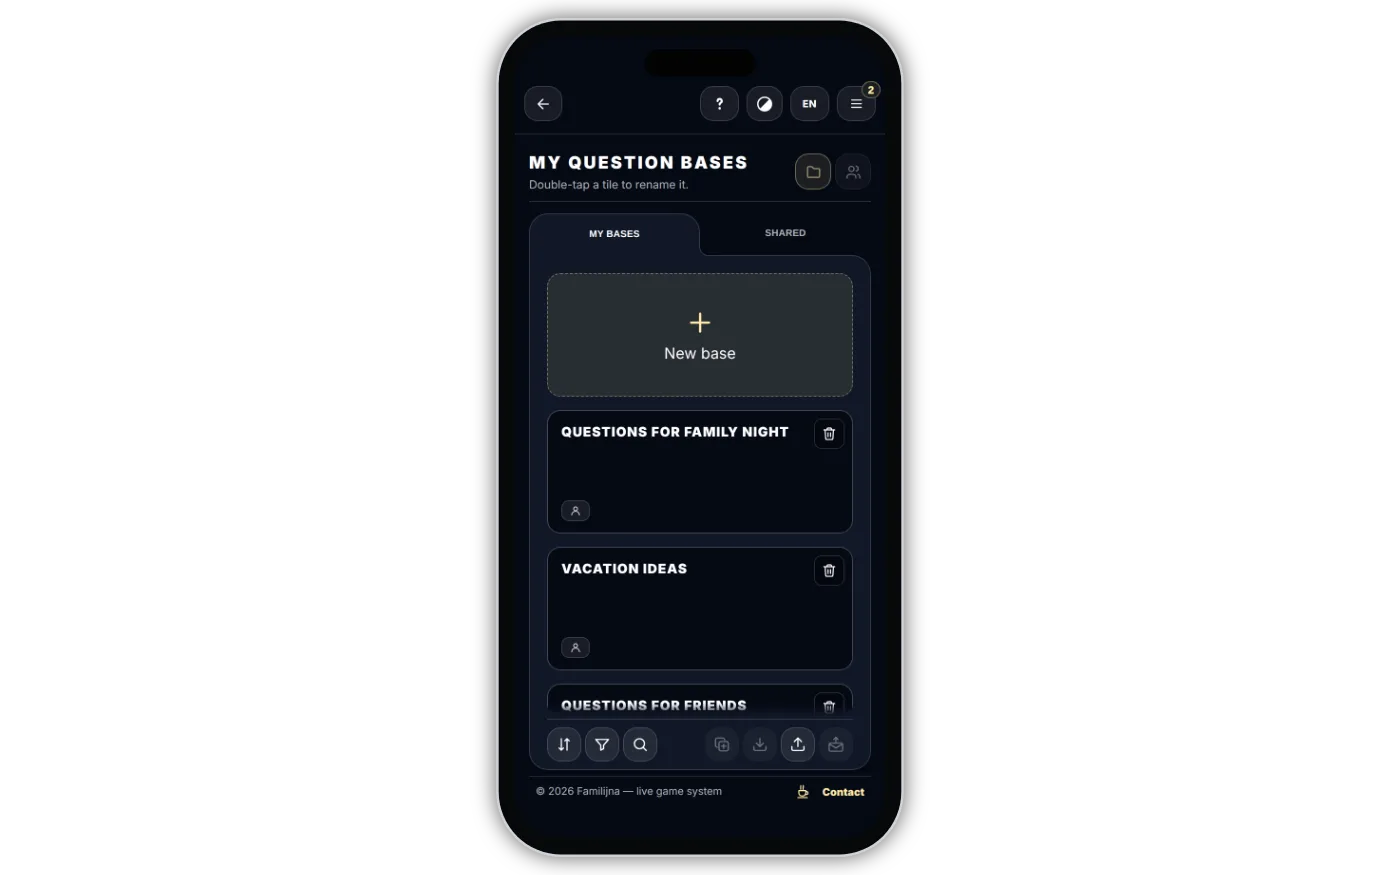 ?
EN
2
MY QUESTION BASES
Double-tap a tile to rename it.
MY BASES
SHARED
New base
QUESTIONS FOR FAMILY NIGHT
VACATION IDEAS
QUESTIONS FOR FRIENDS
© 2026 Familijna — live game system
Contact